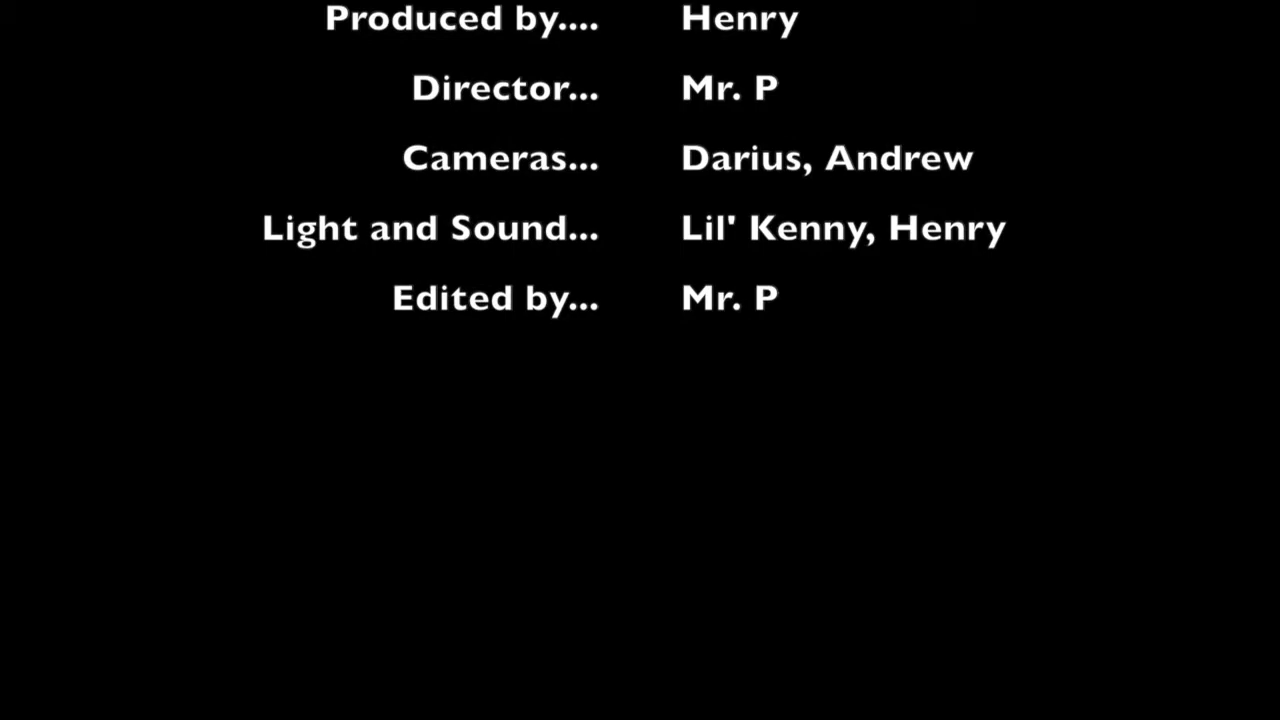 Produced by.... Henry
Director... Mr. P
Cameras... Darius, Andrew
Light and Sound... Lil' Kenny, Henry
Edited by... Mr. P